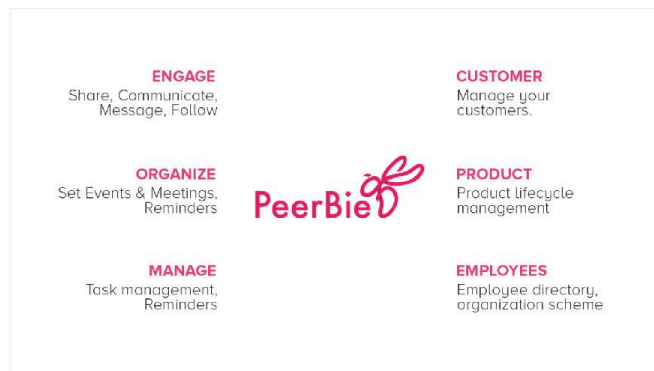 ENGAGE
Share, Communicate,
Message, Follow
ORGANIZE
Set Events & Meetings,
Reminders
MANAGE
Task management,
Reminders
PeerBie
CUSTOMER
Manage your
customers.
PRODUCT
Product lifecycle
management
EMPLOYEES
Employee directory,
organization scheme